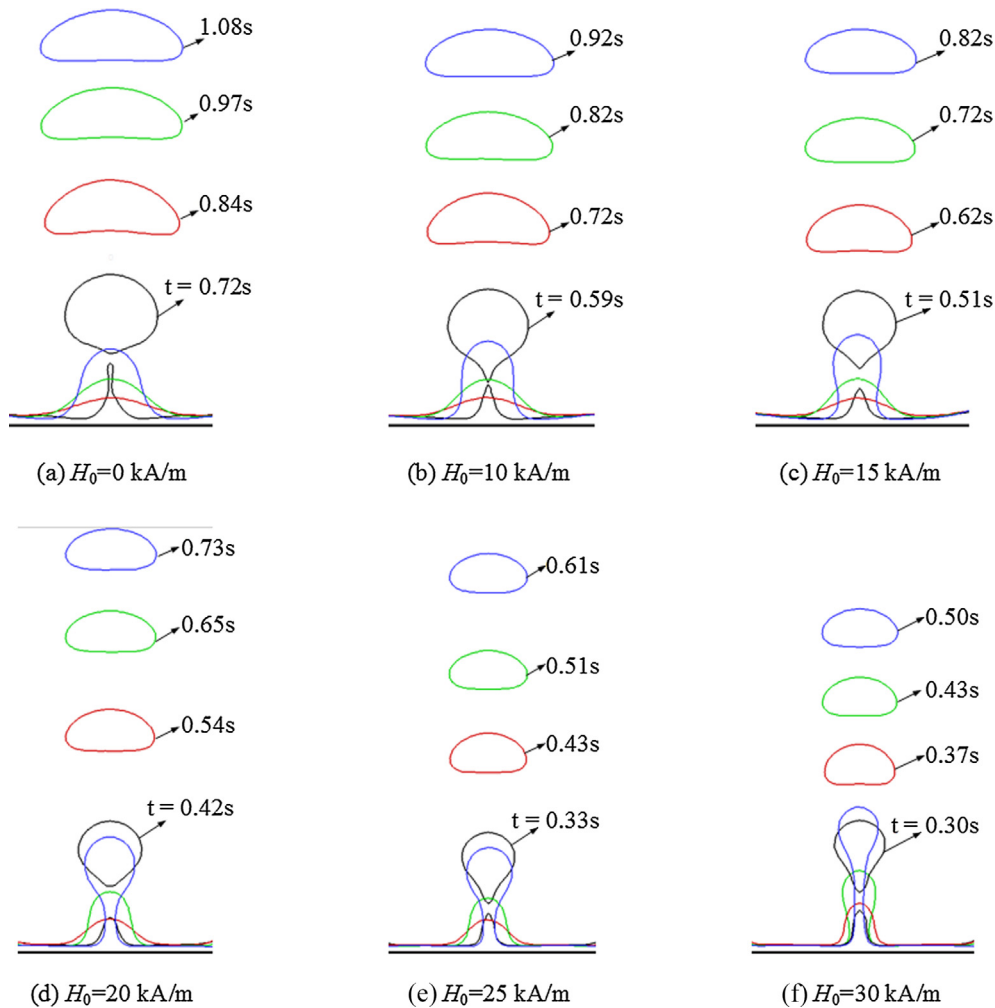 1.08s
0.97s
0.84s
t = 0.72s
(a) H₀=0 kA/m
0.92s
0.82s
0.72s
t = 0.59s
(b) H₀=10 kA/m
0.82s
0.72s
0.62s
t = 0.51s
(c) H₀=15 kA/m
0.73s
0.65s
0.54s
t = 0.42s
(d) H₀=20 kA/m
0.61s
0.51s
0.43s
t = 0.33s
(e) H₀=25 kA/m
0.50s
0.43s
0.37s
t = 0.30s
(f) H₀=30 kA/m